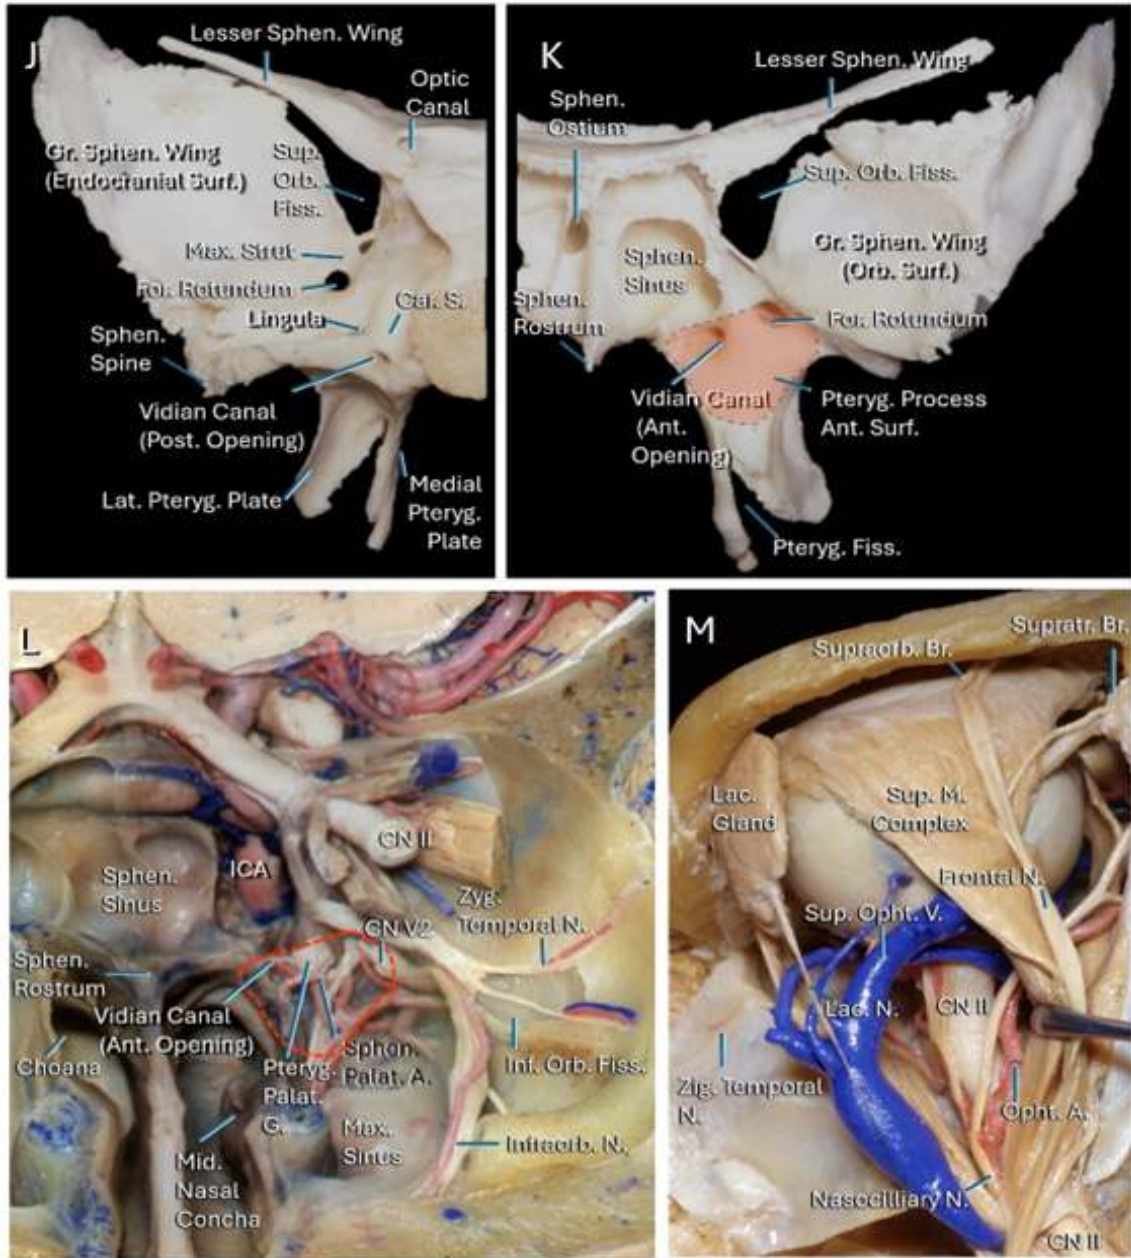 J
Lesser Sphen. Wing
Optic
Canal
Gr. Sphen. Wing
(Endocranial Surf.)
Sup.
Orb.
Fiss.
Max. Strut
For. Rotundum
Car. S.
Lingula
Sphen.
Spine
Vidian Canal
(Post. Opening)
Lat. Pteryg. Plate
Medial
Pteryg.
Plate
K
Lesser Sphen. Wing
Sphen.
Ostium
Sup. Orb. Fiss.
Gr. Sphen. Wing
(Orb. Surf.)
Sphen.
Sinus
Sphen.
Rostrum
For. Rotundum
Vidian Canal
(Ant.
Opening)
Pteryg. Process
Ant. Surf.
Pteryg. Fiss.
L
CN II
ICA
Sphen.
Sinus
Zyg.
Temporal N.
CN V2
Sphen.
Rostrum
Vidian Canal
(Ant. Opening)
Choana
Pteryg.
Palat.
G.
Sphen.
Palat. A.
Inf. Orb. Fiss.
Max.
Sinus
Infraorb. N.
Mid.
Nasal
Concha
M
Supratr. Br.
Supraorb. Br.
Lac.
Gland
Sup. M.
Complex
Frontal N.
Sup. Opht. V.
Lac. N.
CN II
Zig. Temporal
N.
Opht. A.
Nasocilliary N.
CN II